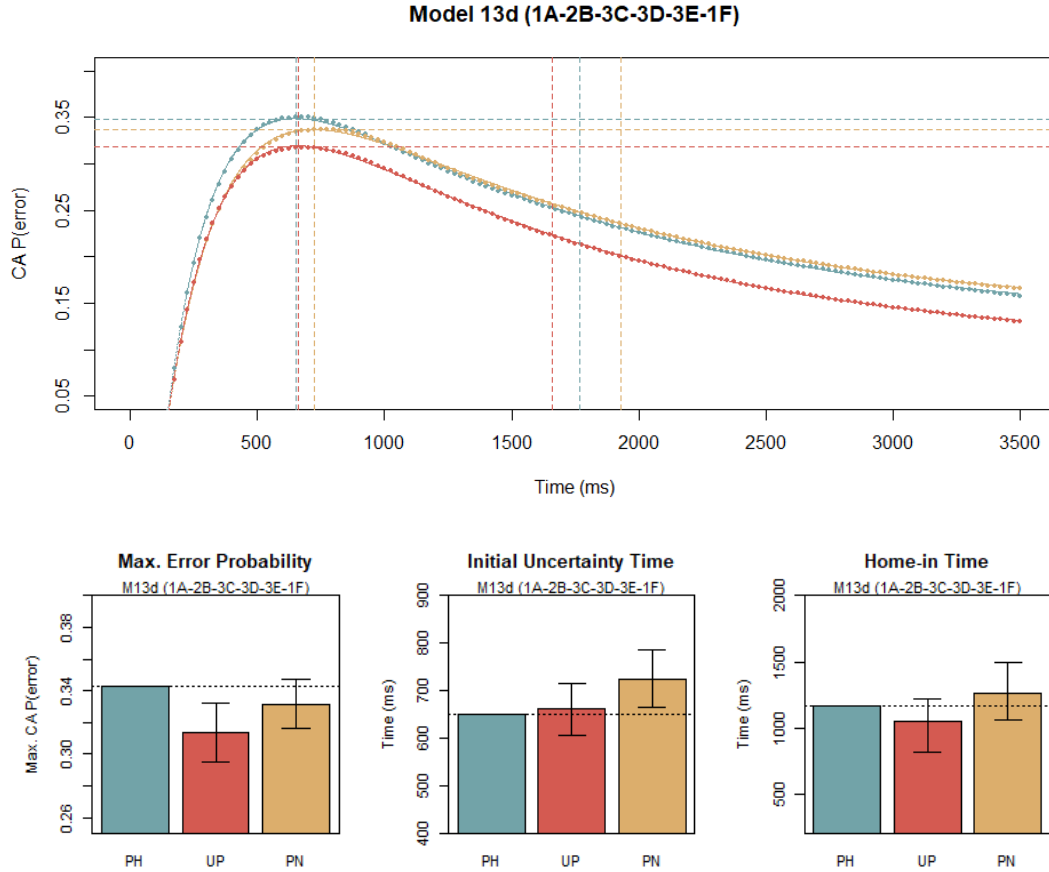 Model 13d (1A-2B-3C-3D-3E-1F)
CA P(error)
0.35
0.25
0.15
0.05
0 500 1000 1500 2000 2500 3000 3500
Time (ms)
Max. Error Probability
M13d (1A-2B-3C-3D-3E-1F)
Max. CA P(error)
0.38
0.34
0.30
0.26
PH UP PN
Initial Uncertainty Time
M13d (1A-2B-3C-3D-3E-1F)
Time (ms)
900
800
700
600
500
400
PH UP PN
Home-in Time
M13d (1A-2B-3C-3D-3E-1F)
Time (ms)
2000
1500
1000
500
PH UP PN